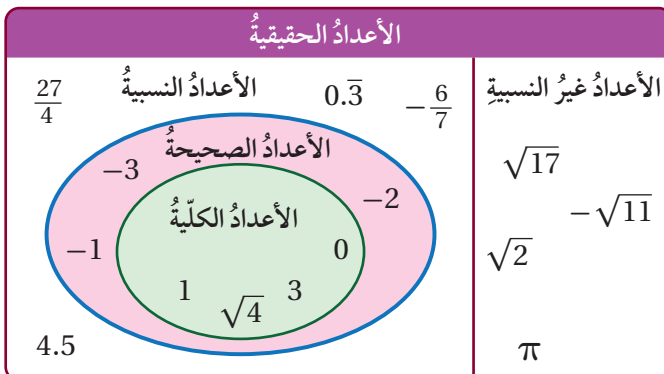 الأعدادُ الحقيقيةُ
الأعدادُ غيرُ النسبيةِ
√17
−√11
√2
π
الأعدادُ النسبيةُ
27/4
0.3̅
−6/7
4.5
الأعدادُ الصحيحةُ
−3
−2
−1
الأعدادُ الكلّيةُ
0
1
√4
3